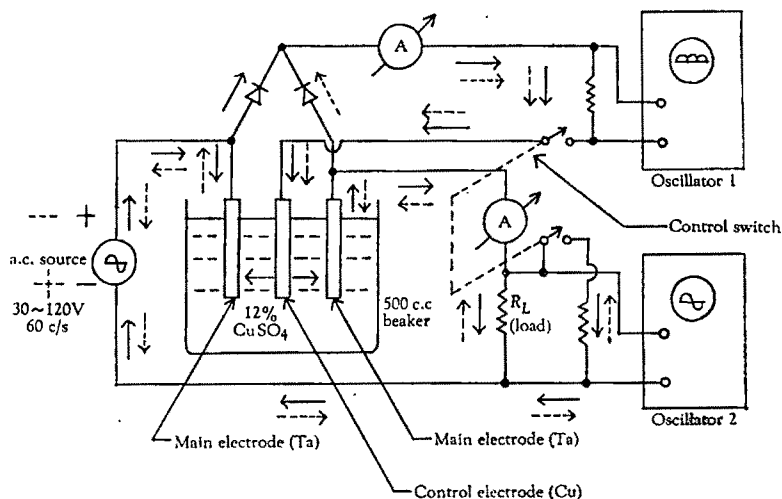 A
Oscillator 1
Control switch
A
--- +
a.c. source
--+--
30~120V
60 c/s
12%
CuSO₄
500 c.c
beaker
R_L
(load)
Oscillator 2
Main electrode (Ta)
Main electrode (Ta)
Control electrode (Cu)